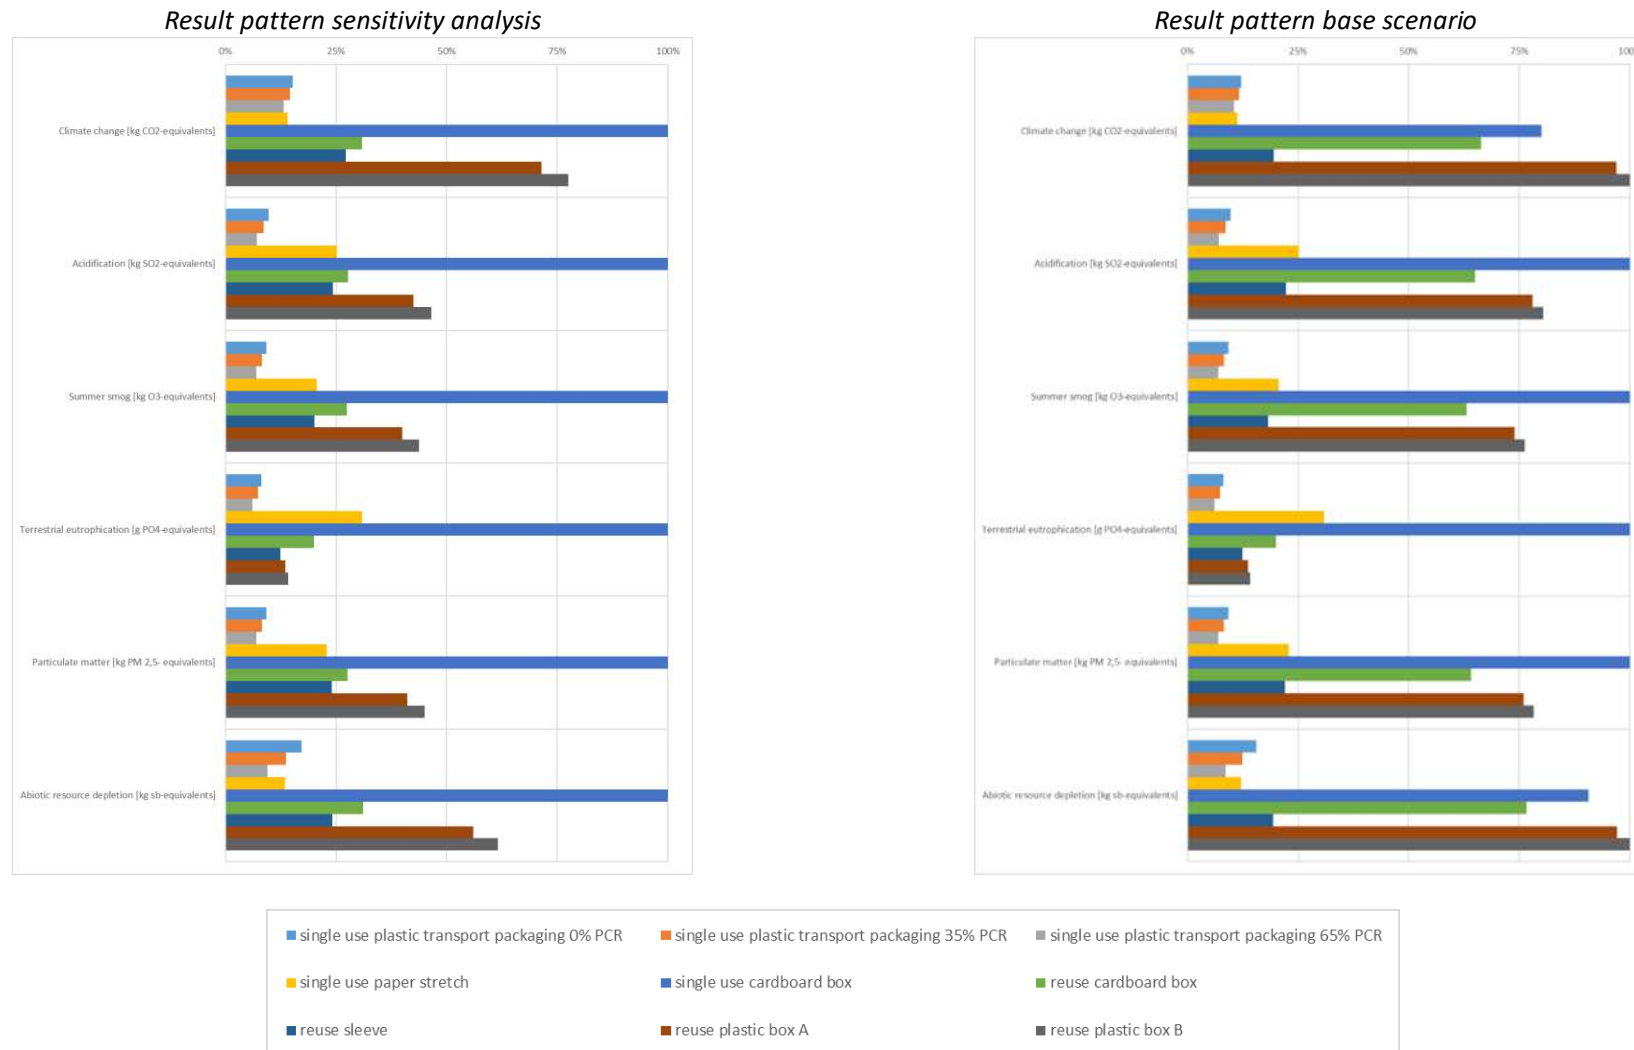 Result pattern sensitivity analysis
0% 25% 50% 75% 100%
Climate change [kg CO2-equivalents]
Acidification [kg SO2-equivalents]
Summer smog [kg O3-equivalents]
Terrestrial eutrophication [g PO4-equivalents]
Particulate matter [kg PM 2,5- equivalents]
Abiotic resource depletion [kg sb-equivalents]
Result pattern base scenario
0% 25% 50% 75% 100
Climate change [kg CO2-equivalents]
Acidification [kg SO2-equivalents]
Summer smog [kg O3-equivalents]
Terrestrial eutrophication [g PO4-equivalents]
Particulate matter [kg PM 2,5- equivalents]
Abiotic resource depletion [kg sb-equivalents]
single use plastic transport packaging 0% PCR
single use plastic transport packaging 35% PCR
single use plastic transport packaging 65% PCR
single use paper stretch
single use cardboard box
reuse cardboard box
reuse sleeve
reuse plastic box A
reuse plastic box B